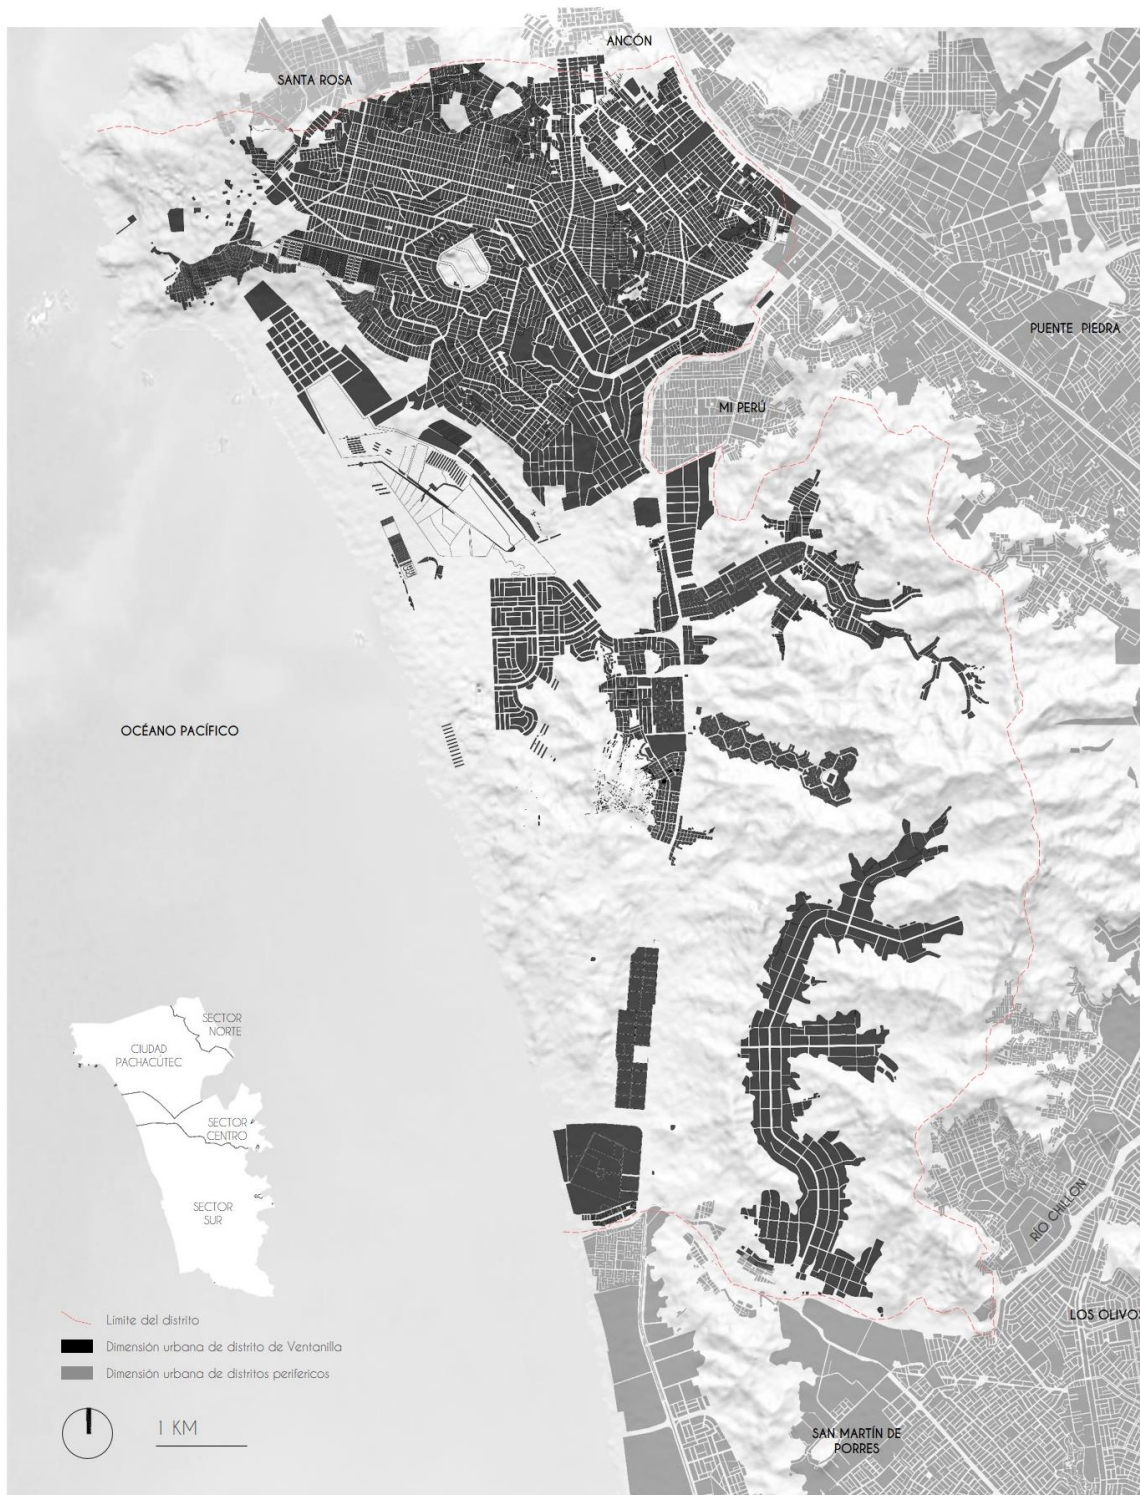 ANCÓN
SANTA ROSA
PUENTE PIEDRA
MI PERÚ
OCÉANO PACÍFICO
SECTOR
NORTE
CIUDAD
PACHACÚTEC
SECTOR
CENTRO
SECTOR
SUR
RÍO CHILLÓN
LOS OLIVOS
Limite del distrito
Dimensión urbana de distrito de Ventanilla
Dimensión urbana de distritos perifericos
1 KM
SAN MARTÍN DE
PORRES